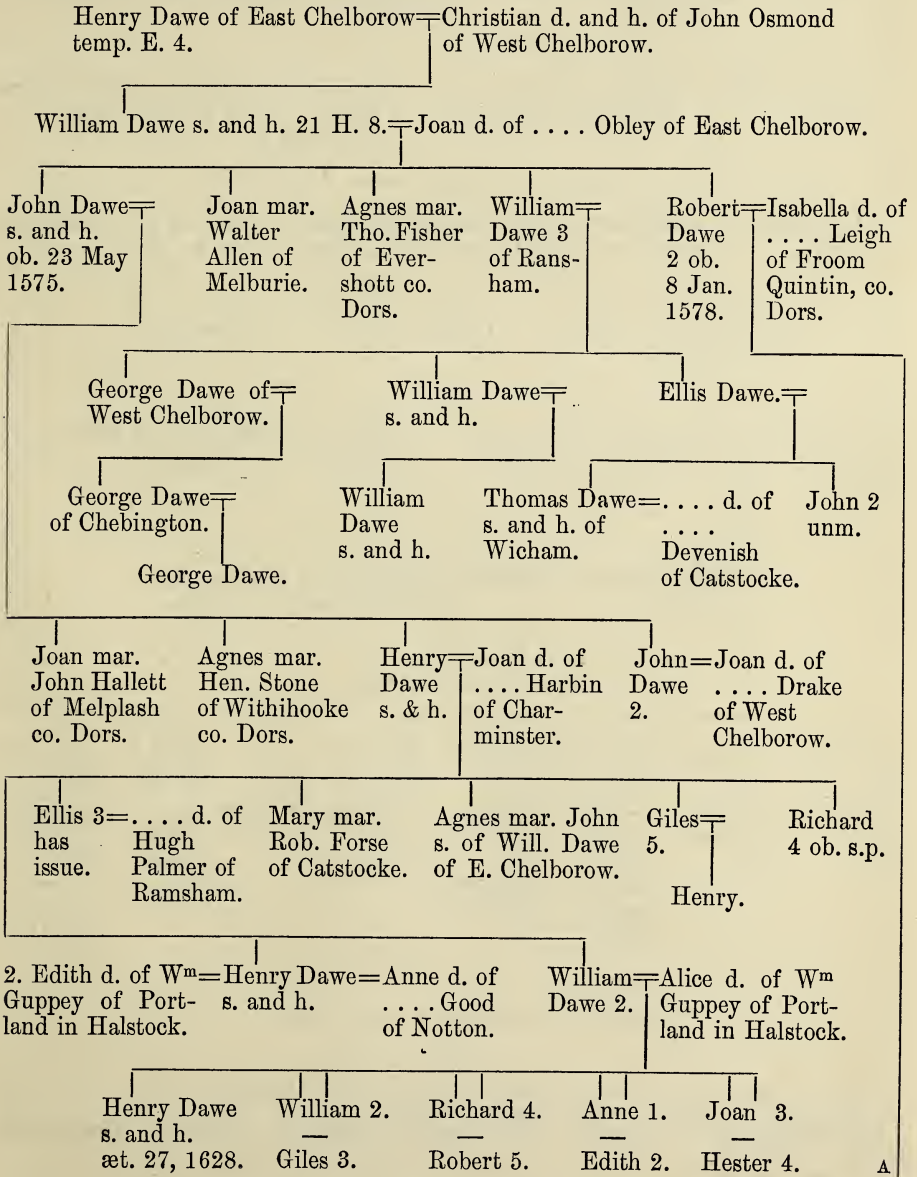 Henry Dawe of East Chelborow=Christian d. and h. of John Osmond
temp. E. 4. of West Chelborow.
William Dawe s. and h. 21 H. 8.=Joan d. of . . . . Obley of East Chelborow.
John Dawe=
s. and h.
ob. 23 May
1575.
Joan mar.
Walter
Allen of
Melburie.
Agnes mar.
Tho. Fisher
of Ever-
shott co.
Dors.
William=
Dawe 3
of Rans-
ham.
Robert=Isabella d. of
Dawe . . . . Leigh
2 ob. of Froom
8 Jan. Quintin, co.
1578. Dors.
George Dawe of=
West Chelborow.
William Dawe=
s. and h.
Ellis Dawe.=
George Dawe=
of Chebington.
George Dawe.
William
Dawe
s. and h.
Thomas Dawe=. . . . d. of
s. and h. of . . . .
Wicham. Devenish
of Catstocke.
John 2
unm.
Joan mar.
John Hallett
of Melplash
co. Dors.
Agnes mar.
Hen. Stone
of Withihooke
co. Dors.
Henry=Joan d. of
Dawe . . . . Harbin
s. & h. of Char-
minster.
John=Joan d. of
Dawe . . . . Drake
2. of West
Chelborow.
Ellis 3=. . . . d. of
has Hugh
issue. Palmer of
Ramsham.
Mary mar.
Rob. Forse
of Catstocke.
Agnes mar. John
s. of Will. Dawe
of E. Chelborow.
Giles=
5.
Henry.
Richard
4 ob. s.p.
2. Edith d. of Wᵐ=Henry Dawe=Anne d. of
Guppey of Port- s. and h. . . . . Good
land in Halstock. of Notton.
William=Alice d. of Wᵐ
Dawe 2. Guppey of Port-
land in Halstock.
Henry Dawe
s. and h.
æt. 27, 1628.
William 2.
—
Giles 3.
Richard 4.
—
Robert 5.
Anne 1.
—
Edith 2.
Joan 3.
—
Hester 4.
A